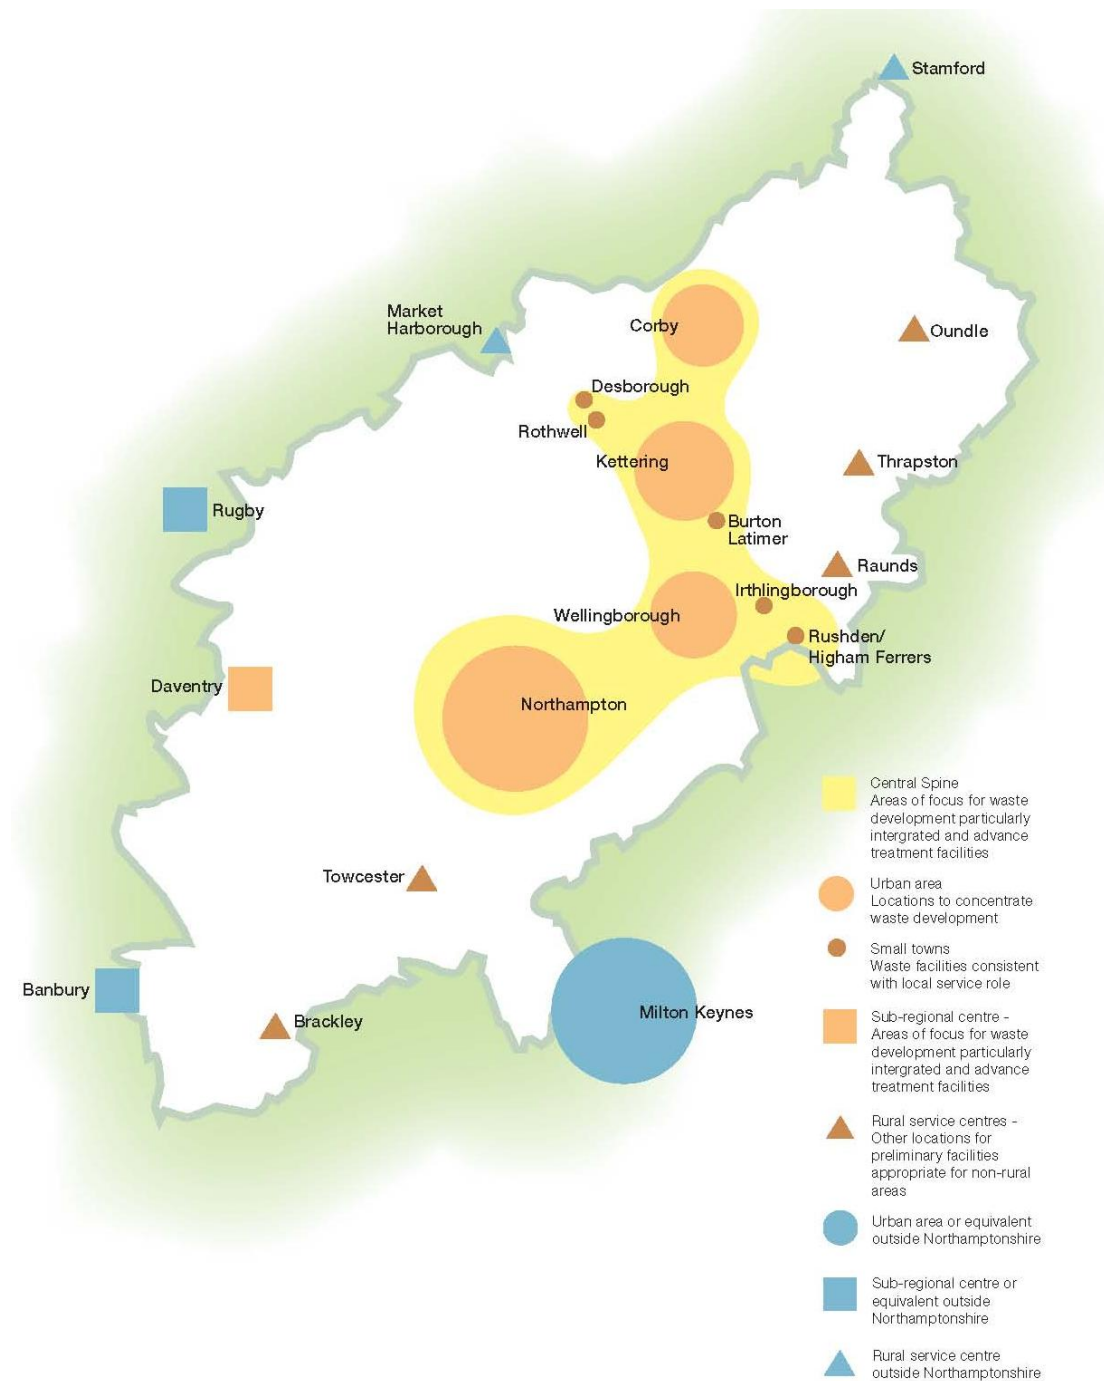 Stamford
Market
Harborough
Corby
Oundle
Desborough
Rothwell
Kettering
Thrapston
Rugby
Burton
Latimer
Raunds
Irthlingborough
Wellingborough
Rushden/
Higham Ferrers
Daventry
Northampton
Towcester
Banbury
Brackley
Milton Keynes
Central Spine
Areas of focus for waste
development particularly
intergrated and advance
treatment facilities
Urban area
Locations to concentrate
waste development
Small towns
Waste facilities consistent
with local service role
Sub-regional centre -
Areas of focus for waste
development particularly
intergrated and advance
treatment facilities
Rural service centres -
Other locations for
preliminary facilities
appropriate for non-rural
areas
Urban area or equivalent
outside Northamptonshire
Sub-regional centre or
equivalent outside
Northamptonshire
Rural service centre
outside Northamptonshire